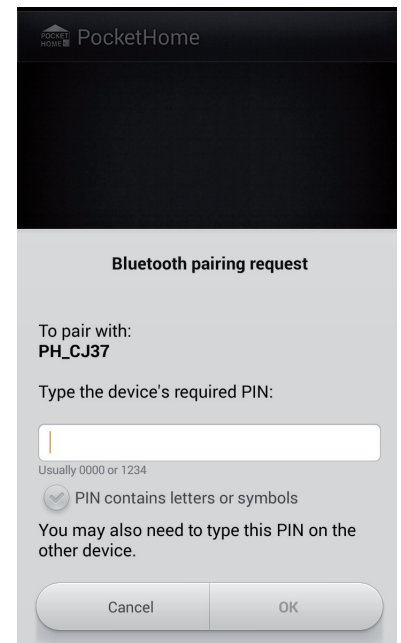 POCKET
HOME
PocketHome
Bluetooth pairing request
To pair with:
PH_CJ37
Type the device's required PIN:
Usually 0000 or 1234
PIN contains letters or symbols
You may also need to type this PIN on the
other device.
Cancel
OK